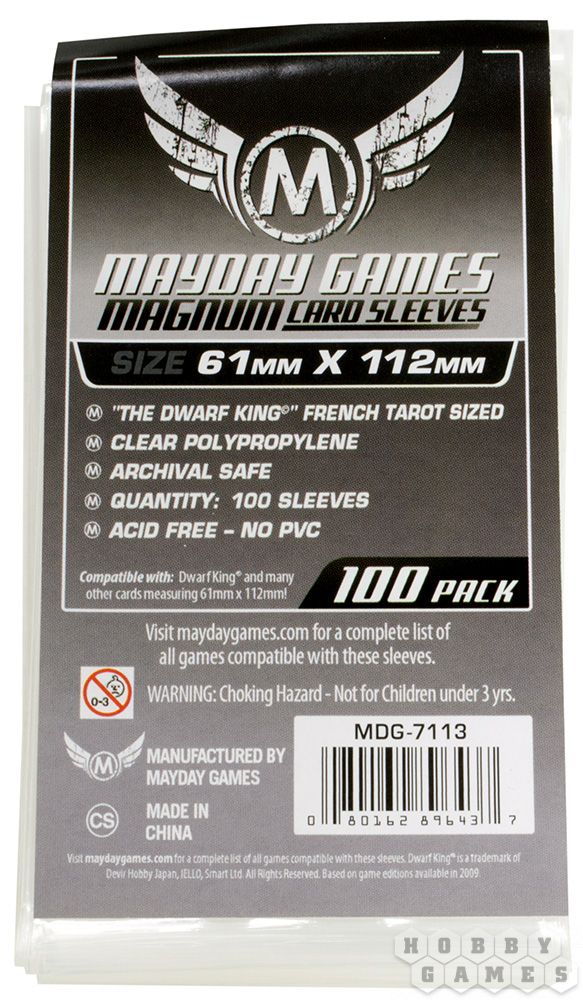 M
MAYDAY GAMES
MAGNUM CARD SLEEVES
SIZE 61MM X 112MM
M "THE DWARF KING©" FRENCH TAROT SIZED
M CLEAR POLYPROPYLENE
M ARCHIVAL SAFE
M QUANTITY: 100 SLEEVES
M ACID FREE – NO PVC
Compatible with: Dwarf King® and many
other cards measuring 61mm x 112mm!
100 PACK
Visit maydaygames.com for a complete list of
all games compatible with these sleeves.
0-3
WARNING: Choking Hazard - Not for Children under 3 yrs.
M
MANUFACTURED BY
MAYDAY GAMES
CS
MADE IN
CHINA
MDG-7113
0 80162 89643 7
Visit maydaygames.com for a complete list of all games compatible with these sleeves. Dwarf King® is a trademark of
Devir Hobby Japan, IELLO, Smart Ltd. All Rights Reserved. Based on game editions available in 2009.
HOBBY
GAMES